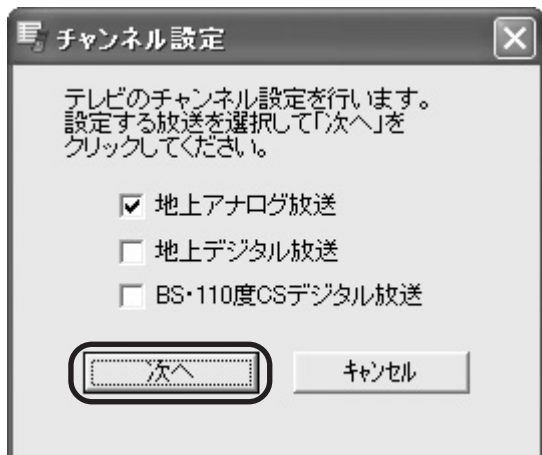 チャンネル設定
テレビのチャンネル設定を行います。
設定する放送を選択して「次へ」を
クリックしてください。
地上アナログ放送
地上デジタル放送
BS・110度CSデジタル放送
次へ
キャンセル